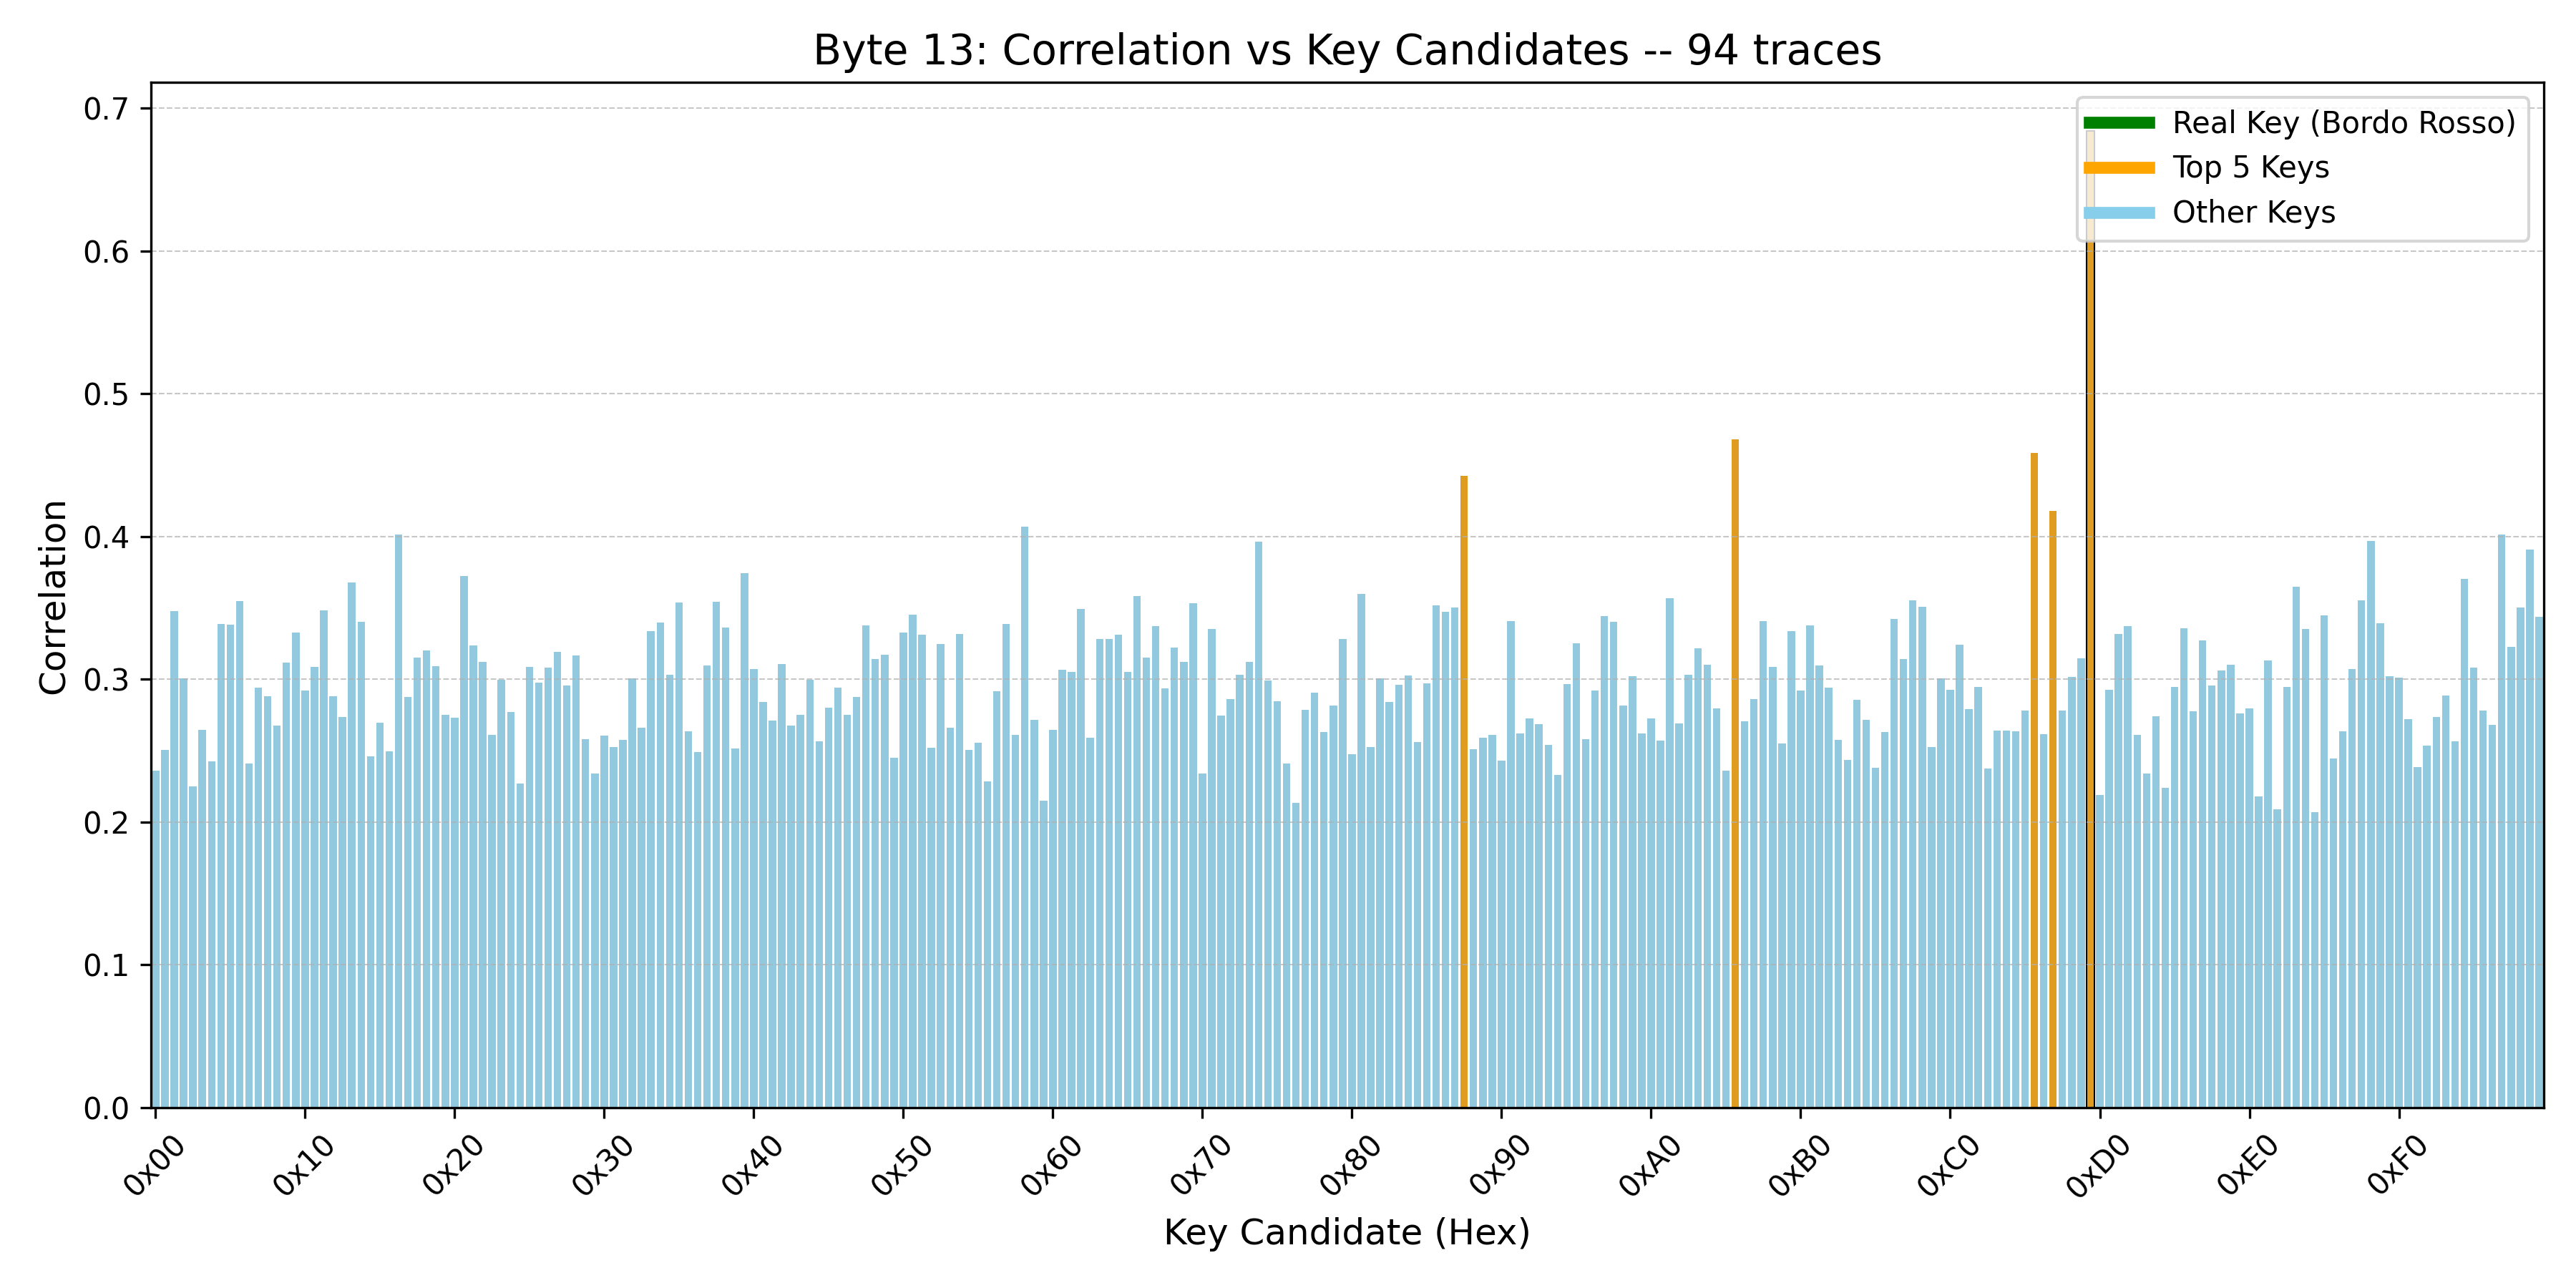 Byte 13: Correlation vs Key Candidates -- 94 traces
Real Key (Bordo Rosso)
Top 5 Keys
Other Keys
Correlation
0.7
0.6
0.5
0.4
0.3
0.2
0.1
0.0
0x00 0x10 0x20 0x30 0x40 0x50 0x60 0x70 0x80 0x90 0xA0 0xB0 0xC0 0xD0 0xE0 0xF0
Key Candidate (Hex)